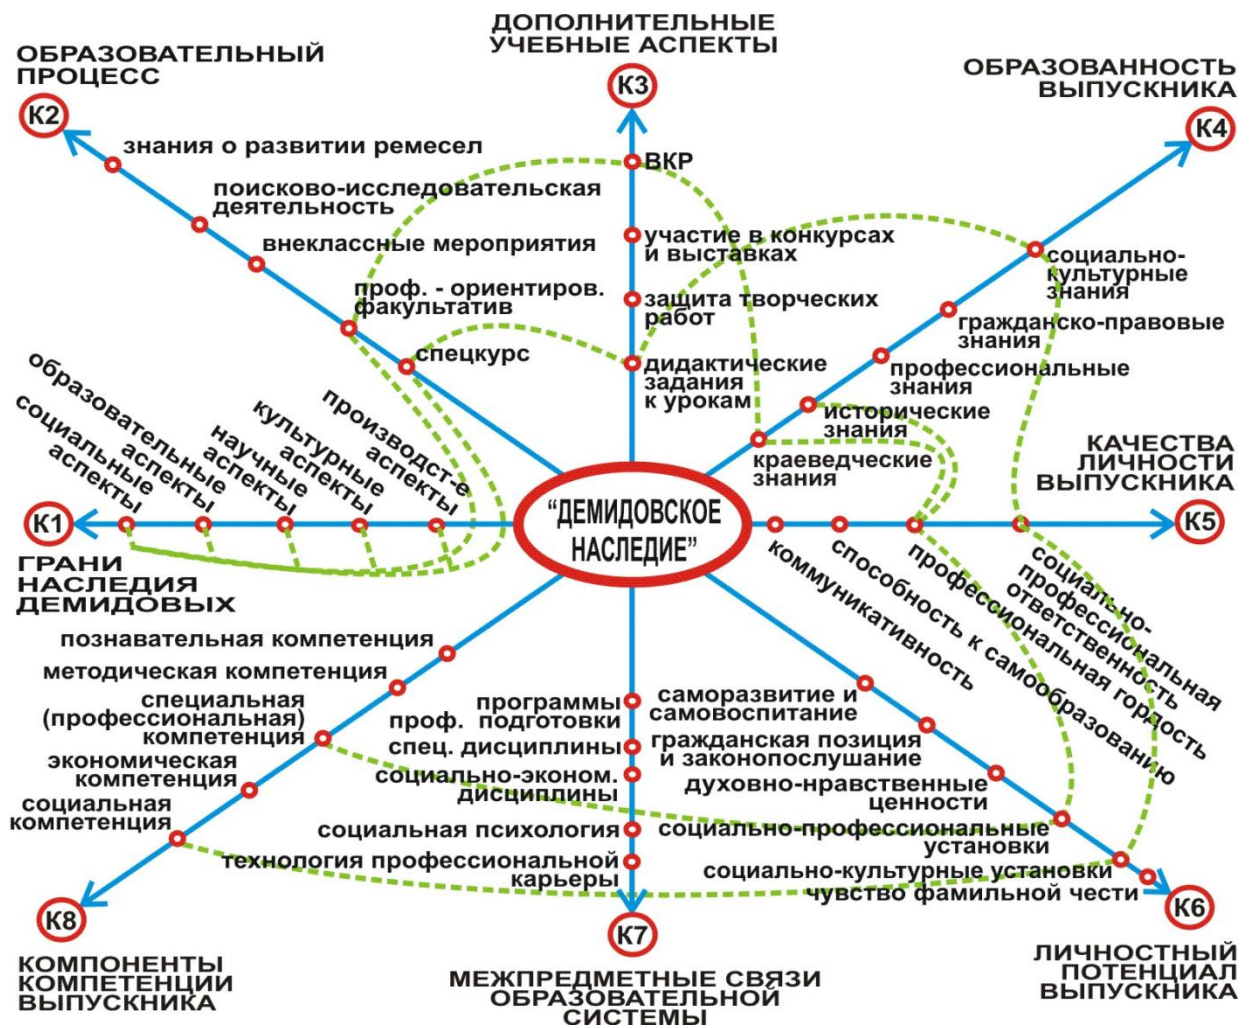 ДОПОЛНИТЕЛЬНЫЕ
УЧЕБНЫЕ АСПЕКТЫ
К3
ВКР
участие в конкурсах
и выставках
защита творческих
работ
дидактические
задания
к урокам
ОБРАЗОВАТЕЛЬНЫЙ
ПРОЦЕСС
К2
знания о развитии ремесел
поисково-исследовательская
деятельность
внеклассные мероприятия
проф. - ориентиров.
факультатив
спецкурс
ОБРАЗОВАННОСТЬ
ВЫПУСКНИКА
К4
социально-
культурные
знания
гражданско-правовые
знания
профессиональные
знания
исторические
знания
краеведческие
знания
К1
ГРАНИ
НАСЛЕДИЯ
ДЕМИДОВЫХ
социальные
аспекты
образовательные
аспекты
научные
аспекты
культурные
аспекты
производст-е
аспекты
“ДЕМИДОВСКОЕ
НАСЛЕДИЕ”
КАЧЕСТВА
ЛИЧНОСТИ
ВЫПУСКНИКА
К5
коммуникативность
способность к самообразованию
профессиональная гордость
социально-
профессиональная
ответственность
познавательная компетенция
методическая компетенция
специальная
(профессиональная)
компетенция
экономическая
компетенция
социальная
компетенция
К8
КОМПОНЕНТЫ
КОМПЕТЕНЦИИ
ВЫПУСКНИКА
программы
проф. подготовки
спец. дисциплины
социально-эконом.
дисциплины
социальная психология
технология профессиональной
карьеры
К7
МЕЖПРЕДМЕТНЫЕ СВЯЗИ
ОБРАЗОВАТЕЛЬНОЙ
СИСТЕМЫ
саморазвитие и
самовоспитание
гражданская позиция
и законопослушание
духовно-нравственные
ценности
социально-профессиональные
установки
социально-культурные установки
чувство фамильной чести
К6
ЛИЧНОСТНЫЙ
ПОТЕНЦИАЛ
ВЫПУСКНИКА